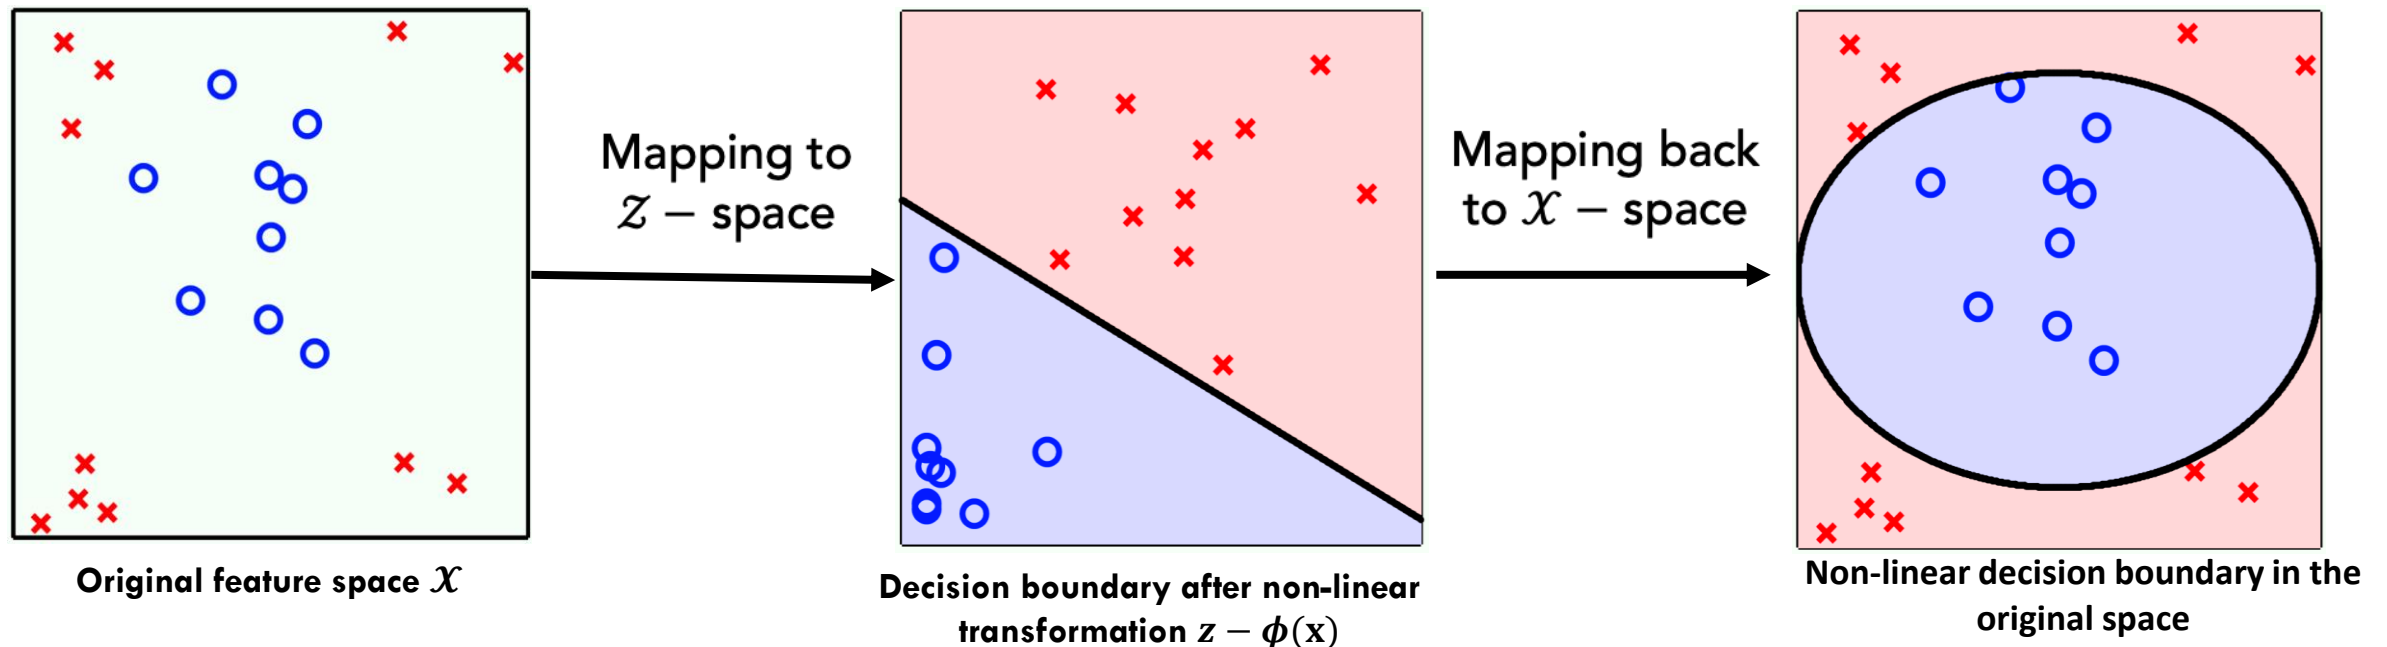 Mapping to
𝒵 – space
Mapping back
to 𝒳 – space
Original feature space 𝒳
Decision boundary after non-linear
transformation 𝒛 − 𝝓(𝐱)
Non-linear decision boundary in the
original space